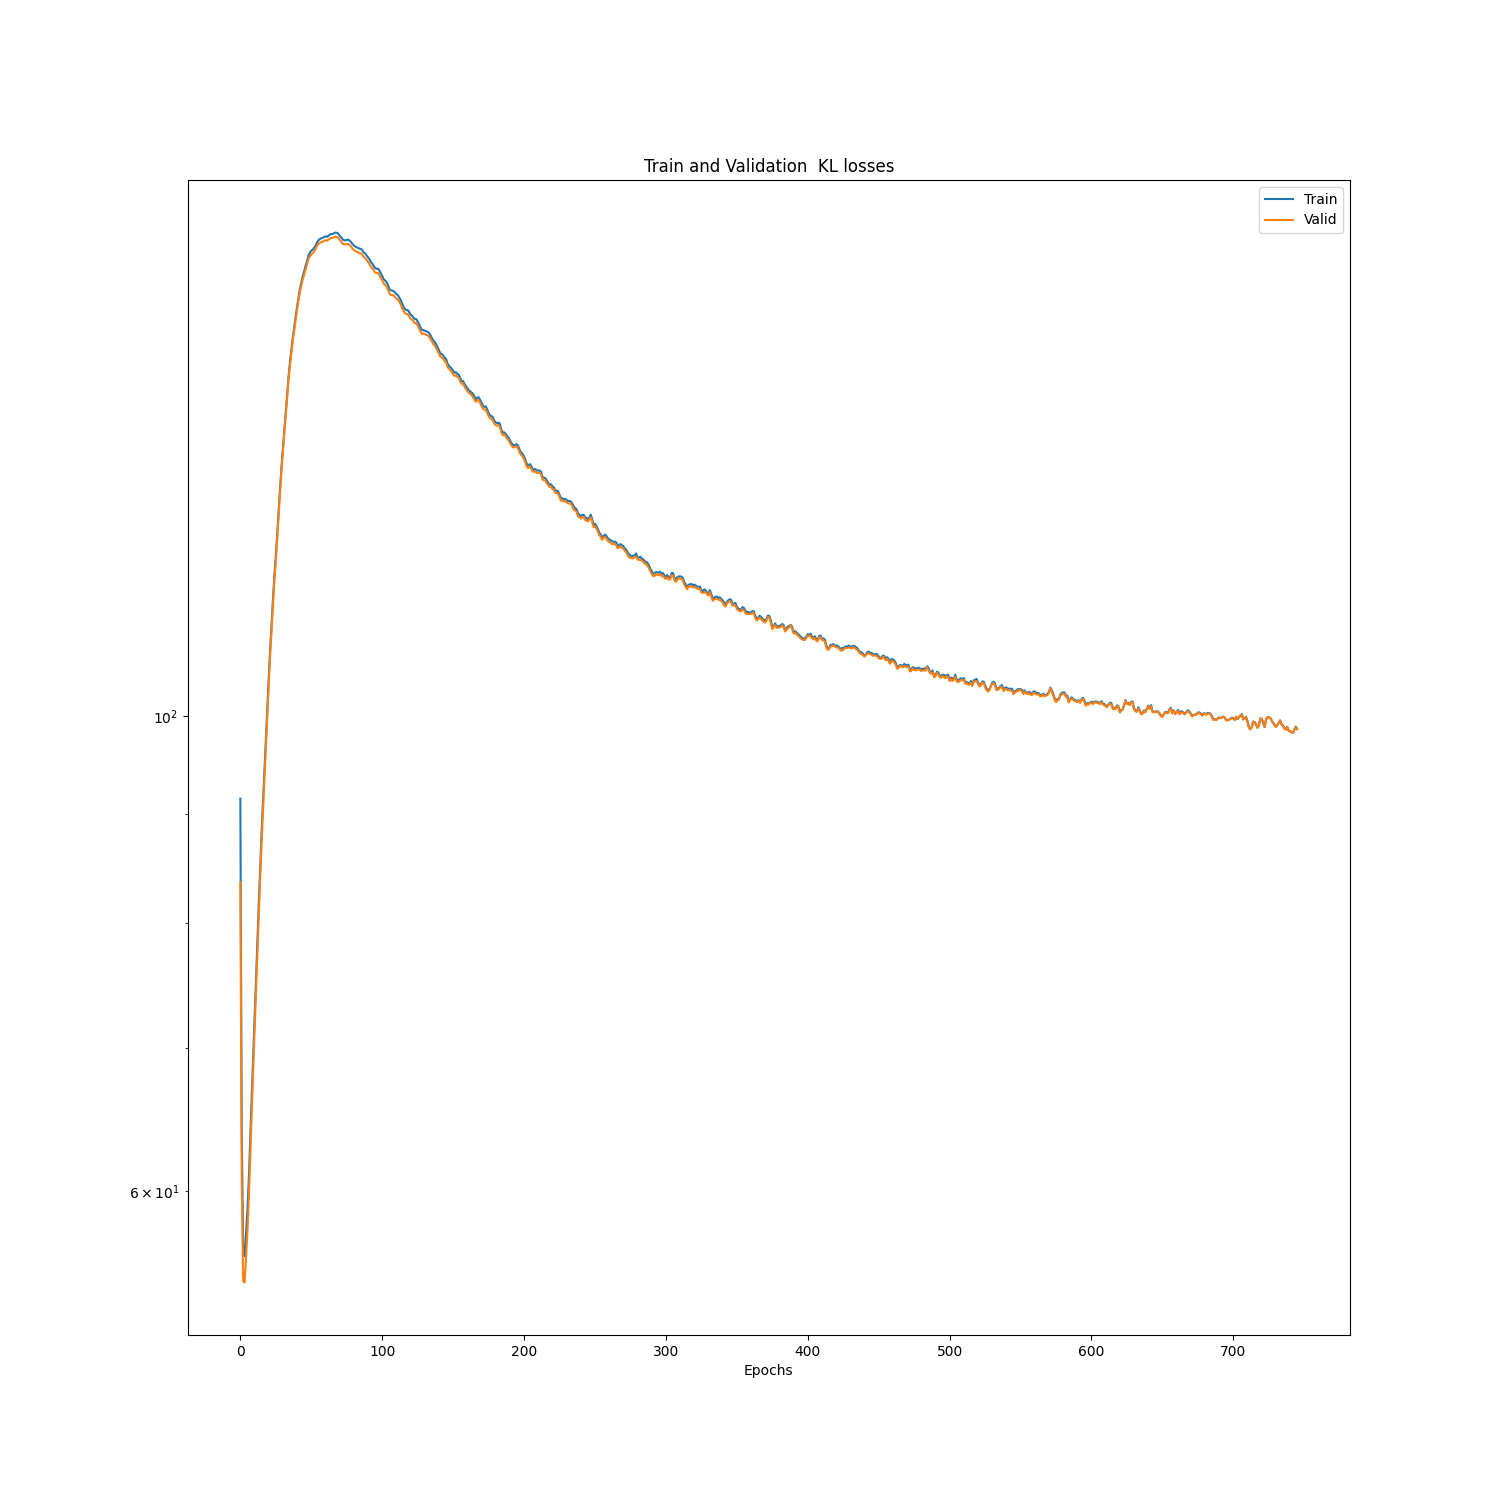 Train and Validation  KL losses
Train
Valid
10²
6 × 10¹
0 100 200 300 400 500 600 700
Epochs